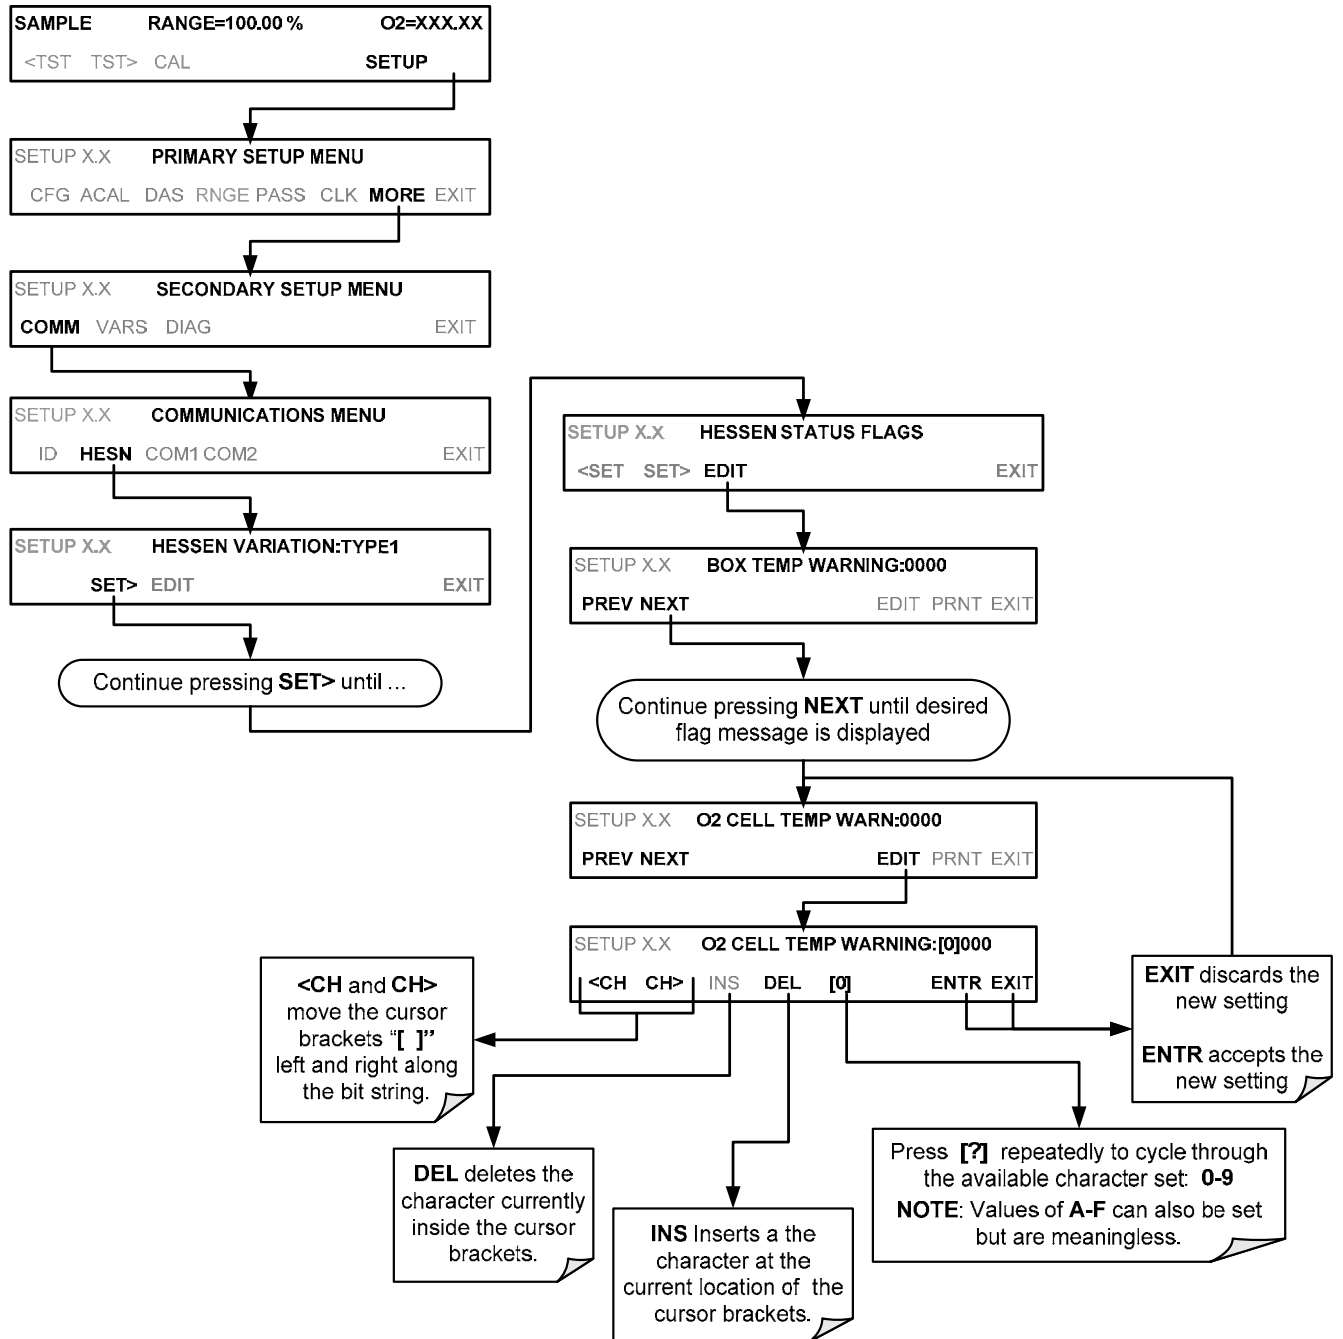 SAMPLE RANGE=100.00 % O2=XXX.XX
<TST TST> CAL SETUP
SETUP X.X PRIMARY SETUP MENU
CFG ACAL DAS RNGE PASS CLK MORE EXIT
SETUP X.X SECONDARY SETUP MENU
COMM VARS DIAG EXIT
SETUP X.X COMMUNICATIONS MENU
ID HESN COM1 COM2 EXIT
SETUP X.X HESSEN VARIATION:TYPE1
SET> EDIT EXIT
Continue pressing SET> until ...
SETUP X.X HESSEN STATUS FLAGS
<SET SET> EDIT EXIT
SETUP X.X BOX TEMP WARNING:0000
PREV NEXT EDIT PRNT EXIT
Continue pressing NEXT until desired
flag message is displayed
SETUP X.X O2 CELL TEMP WARN:0000
PREV NEXT EDIT PRNT EXIT
SETUP X.X O2 CELL TEMP WARNING:[0]000
<CH CH> INS DEL [0] ENTR EXIT
<CH and CH>
move the cursor
brackets “[ ]”
left and right along
the bit string.
DEL deletes the
character currently
inside the cursor
brackets.
INS Inserts a the
character at the
current location of the
cursor brackets.
Press [?] repeatedly to cycle through
the available character set: 0-9
NOTE: Values of A-F can also be set
but are meaningless.
EXIT discards the
new setting
ENTR accepts the
new setting